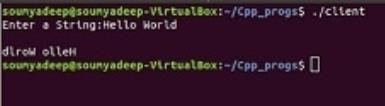 soumyadeep@soumyadeep-VirtualBox:~/Cpp_progs$ ./client
Enter a String:Hello World
dlroW olleH
soumyadeep@soumyadeep-VirtualBox:~/Cpp_progs$